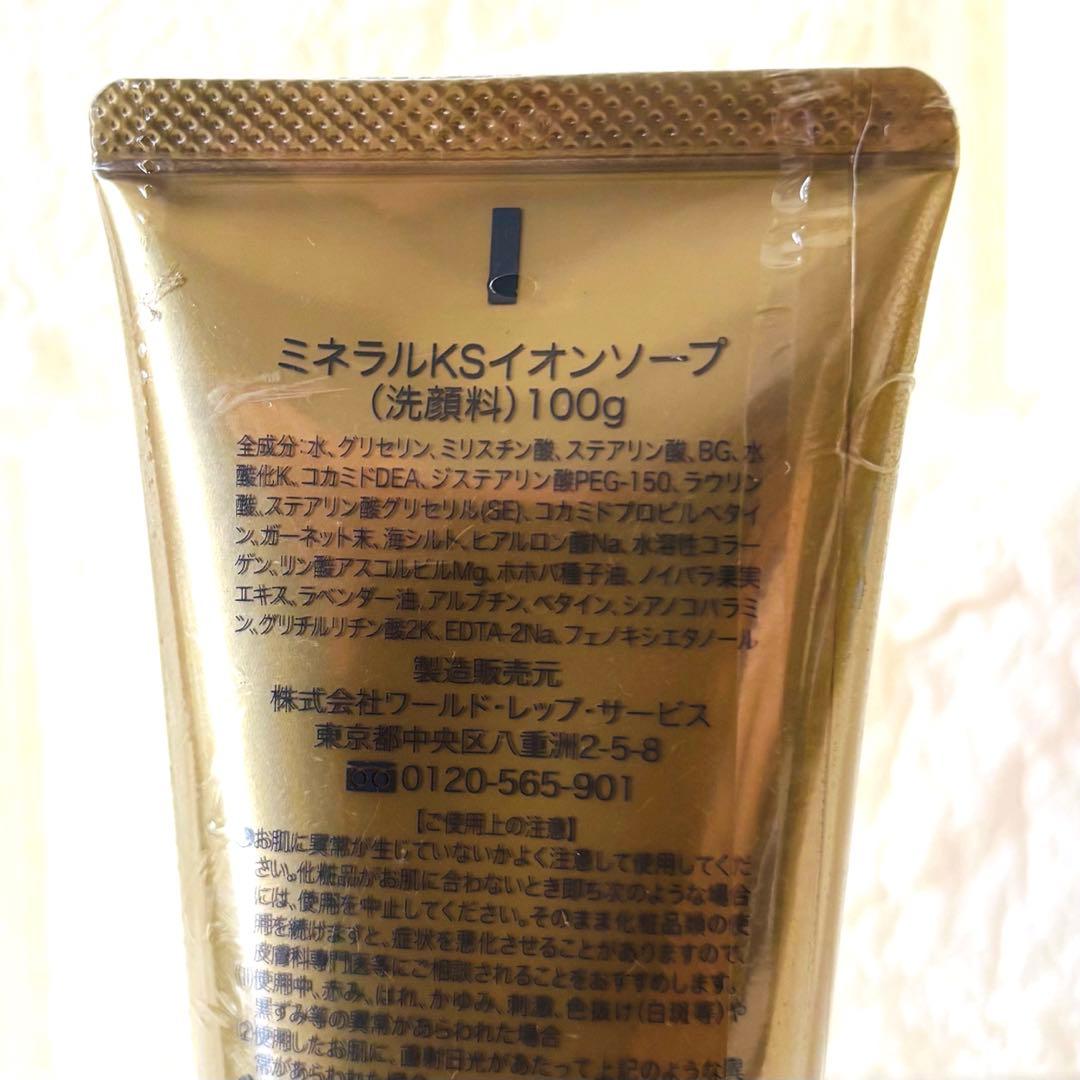 ミネラルKSイオンソープ
（洗顔料）100g
全成分:水、グリセリン、ミリスチン酸、ステアリン酸、BG、水
酸化K、コカミドDEA、ジステアリン酸PEG-150、ラウリン
酸、ステアリン酸グリセリル(SE)、コカミドプロピルベタイ
ン、ガーネット末、海シルト、ヒアルロン酸Na、水溶性コラー
ゲン、リン酸アスコルビルMg、ホホバ種子油、ノイバラ果実
エキス、ラベンダー油、アルブチン、ベタイン、シアノコバラミ
ン、グリチルリチン酸2K、EDTA-2Na、フェノキシエタノール
製造販売元
株式会社ワールド・レップ・サービス
東京都中央区八重洲2-5-8
0120-565-901
【ご使用上の注意】
お肌に異常が生じていないかよく注意して使用してくだ
さい。化粧品がお肌に合わないとき即ち次のような場合
には、使用を中止してください。そのまま化粧品類の使
用を続けますと、症状を悪化させることがありますので、
皮膚科専門医等にご相談されることをおすすめします。
(1)使用中、赤み、はれ、かゆみ、刺激、色抜け(白斑等)や
黒ずみ等の異常があらわれた場合
②使用したお肌に、直射日光があたって上記のような異
常があらわれた場合